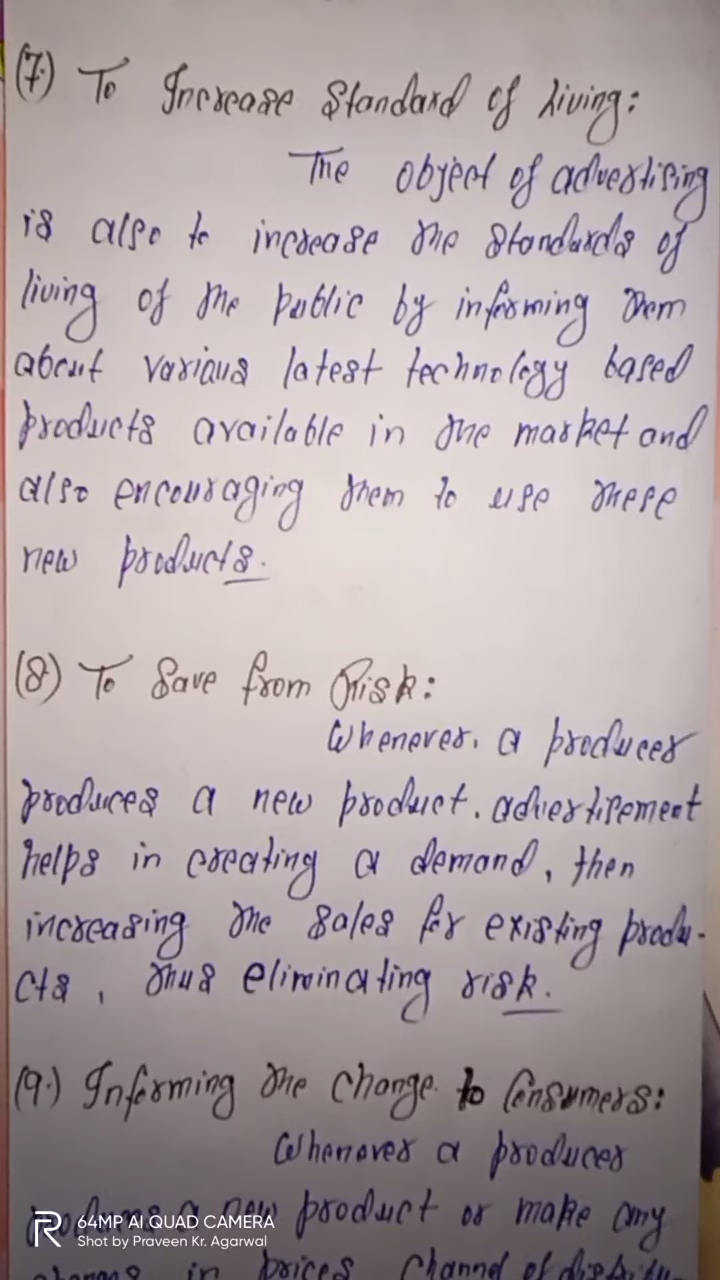 (7.) To Increase Standard of Living:
The object of advertising
is also to increase the standards of
living of the public by informing them
about various latest technology based
products available in the market and
also encouraging them to use these
new products.
(8) To Save from Risk:
Whenever, a producer
produces a new product. advertisement
helps in creating a demand, then
increasing the sales for existing produ-
cts, thus eliminating risk.
(9.) Informing the change to Consumers:
Whenever a producer
a new product or make any
in prices channel of
64MP AI QUAD CAMERA
Shot by Praveen Kr. Agarwal